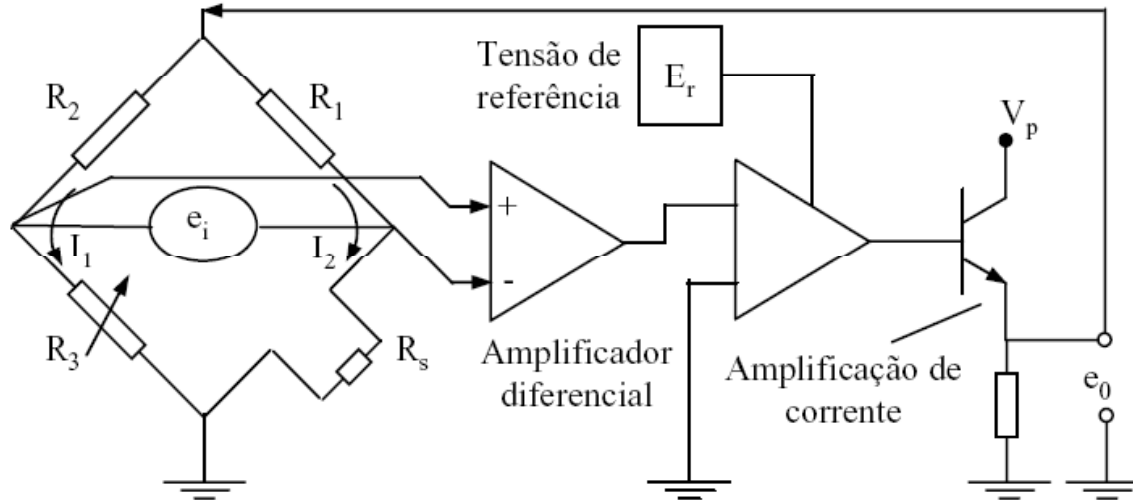 Tensão de
referência
E_r
R_2
R_1
V_p
e_i
+
-
I_1
I_2
R_3
R_s
Amplificador
diferencial
Amplificação de
corrente
e_0